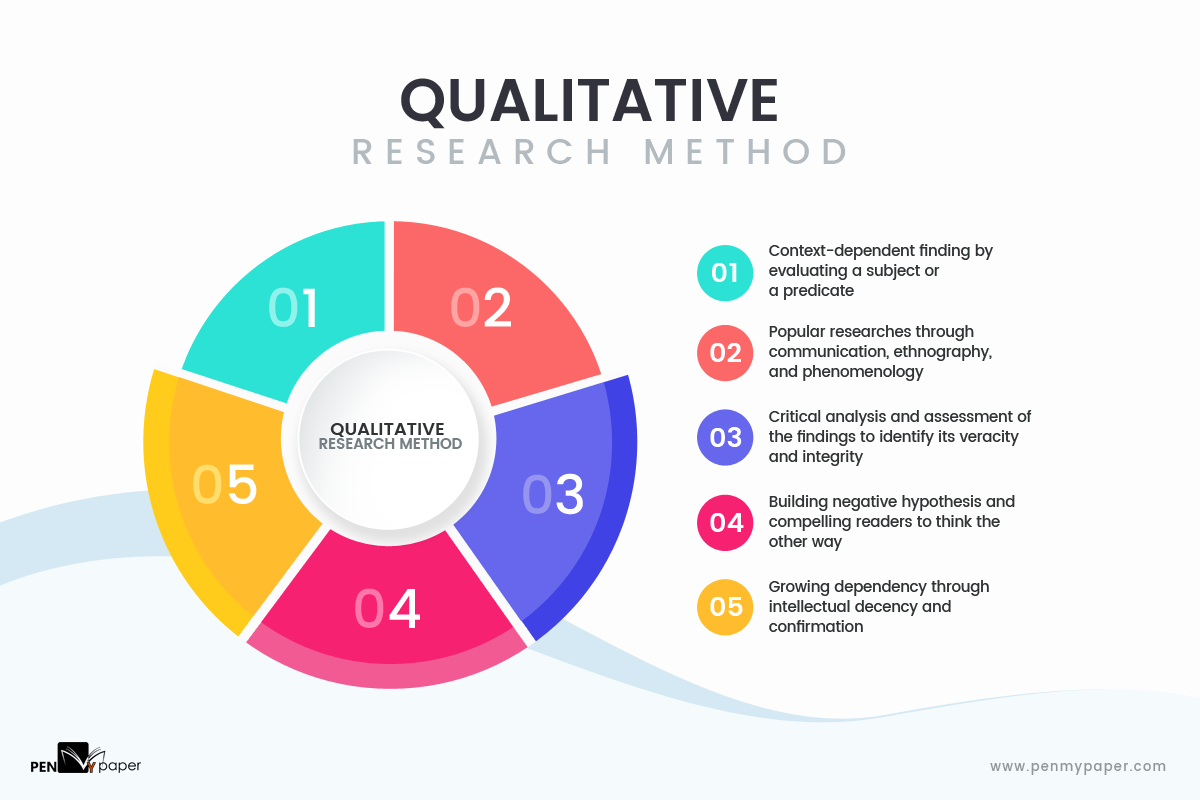 QUALITATIVE
RESEARCH METHOD
01
02
03
04
05
QUALITATIVE
RESEARCH METHOD
01
Context-dependent finding by
evaluating a subject or
a predicate
02
Popular researches through
communication, ethnography,
and phenomenology
03
Critical analysis and assessment of
the findings to identify its veracity
and integrity
04
Building negative hypothesis and
compelling readers to think the
other way
05
Growing dependency through
intellectual decency and
confirmation
PEN MY paper
www.penmypaper.com